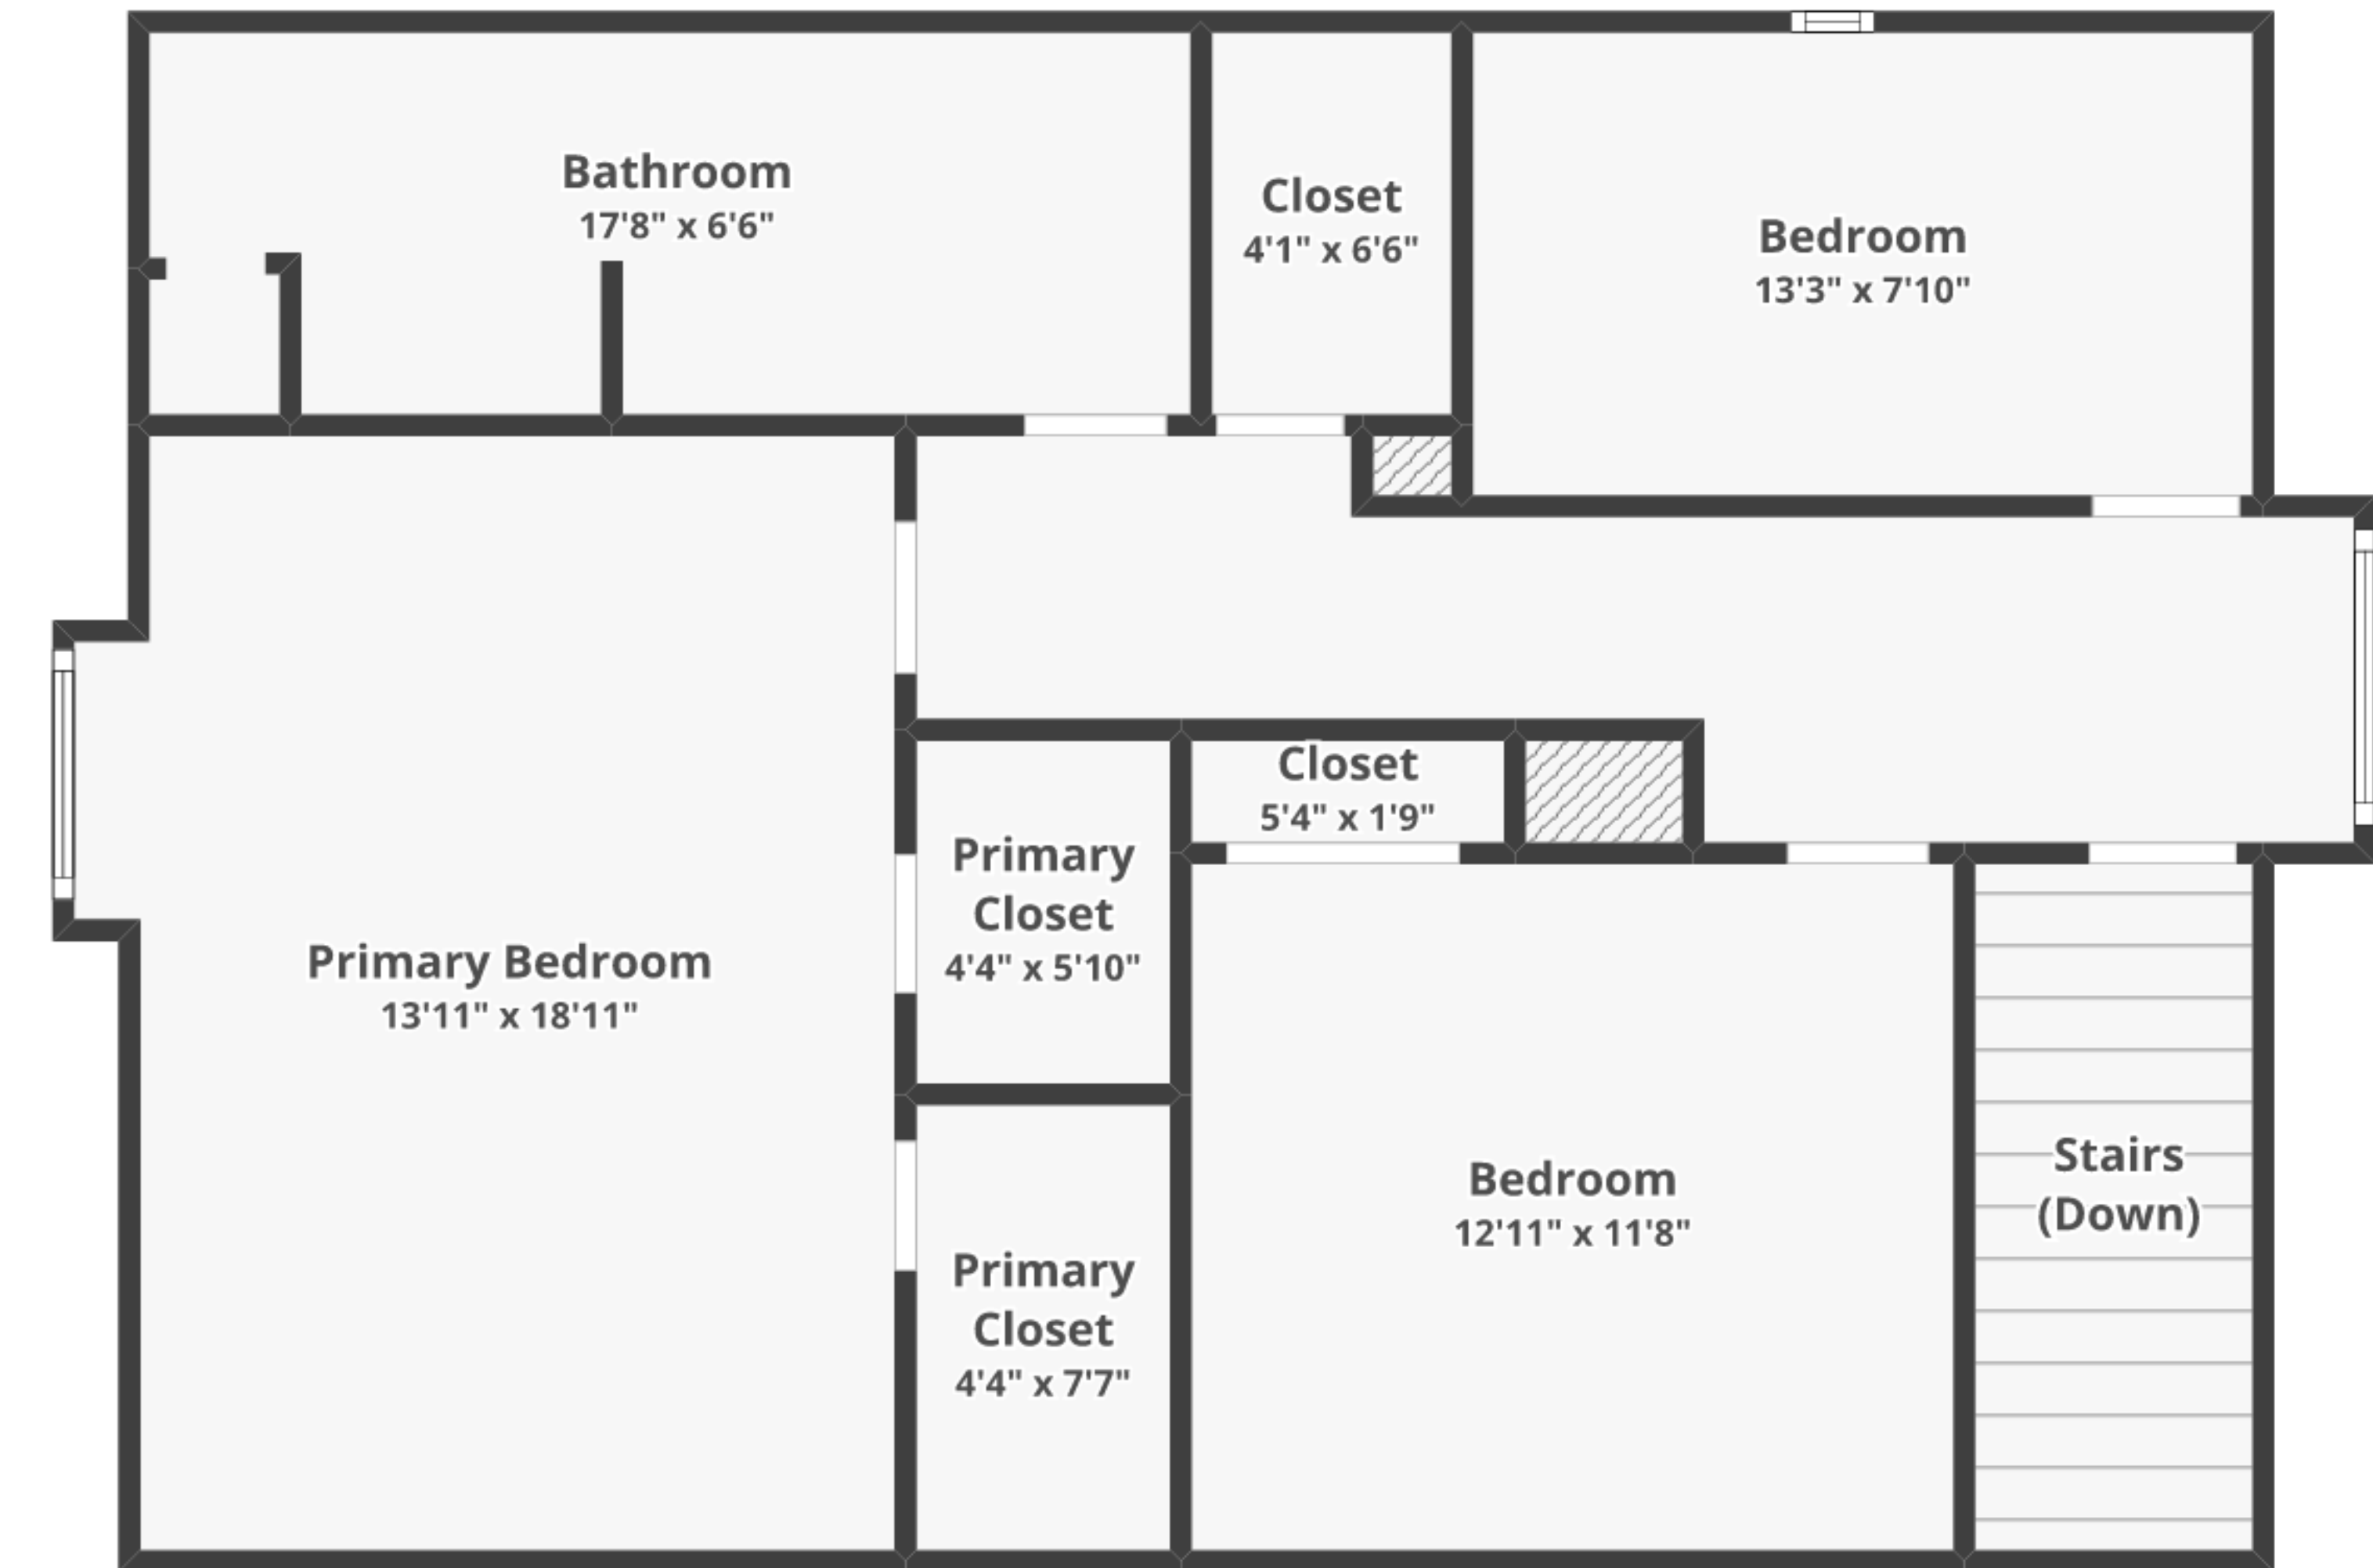 Bathroom
17'8" x 6'6"
Closet
4'1" x 6'6"
Bedroom
13'3" x 7'10"
Closet
5'4" x 1'9"
Primary
Closet
4'4" x 5'10"
Primary Bedroom
13'11" x 18'11"
Bedroom
12'11" x 11'8"
Stairs
(Down)
Primary
Closet
4'4" x 7'7"